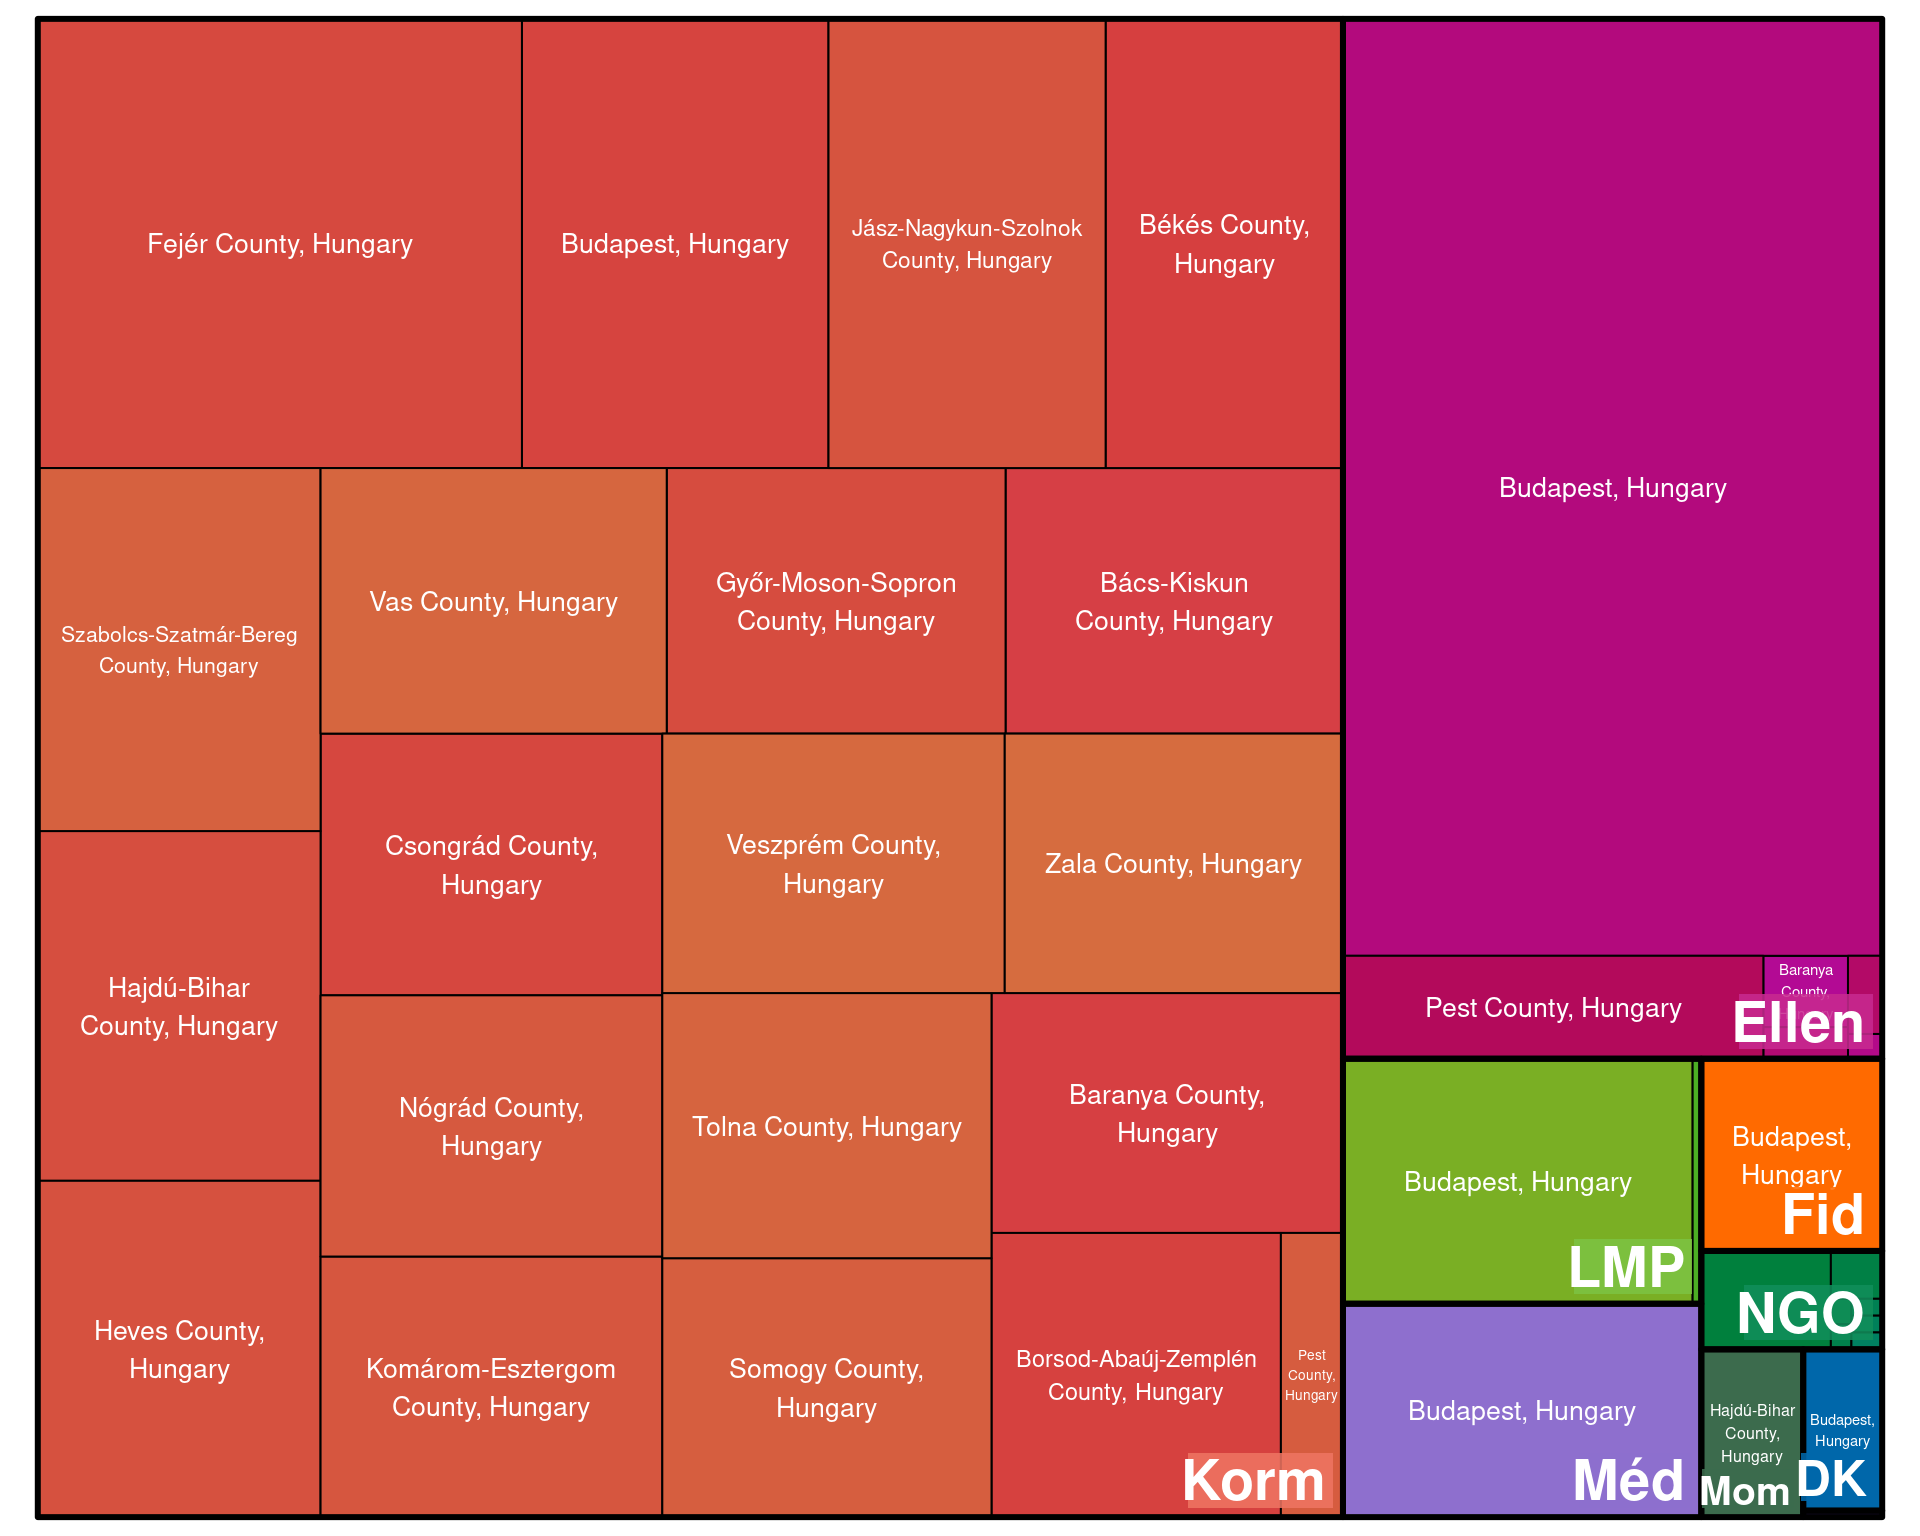 Fejér County, Hungary
Budapest, Hungary
Jász-Nagykun-Szolnok
County, Hungary
Békés County,
Hungary
Szabolcs-Szatmár-Bereg
County, Hungary
Vas County, Hungary
Győr-Moson-Sopron
County, Hungary
Bács-Kiskun
County, Hungary
Hajdú-Bihar
County, Hungary
Csongrád County,
Hungary
Veszprém County,
Hungary
Zala County, Hungary
Heves County,
Hungary
Nógrád County,
Hungary
Tolna County, Hungary
Baranya County,
Hungary
Komárom-Esztergom
County, Hungary
Somogy County,
Hungary
Borsod-Abaúj-Zemplén
County, Hungary
Pest
County,
Hungary
Korm
Budapest, Hungary
Pest County, Hungary
Baranya
County,
Ellen
Budapest, Hungary
LMP
Budapest,
Hungary
Fid
NGO
Budapest, Hungary
Méd
Hajdú-Bihar
County,
Hungary
Mom
Budapest,
Hungary
DK